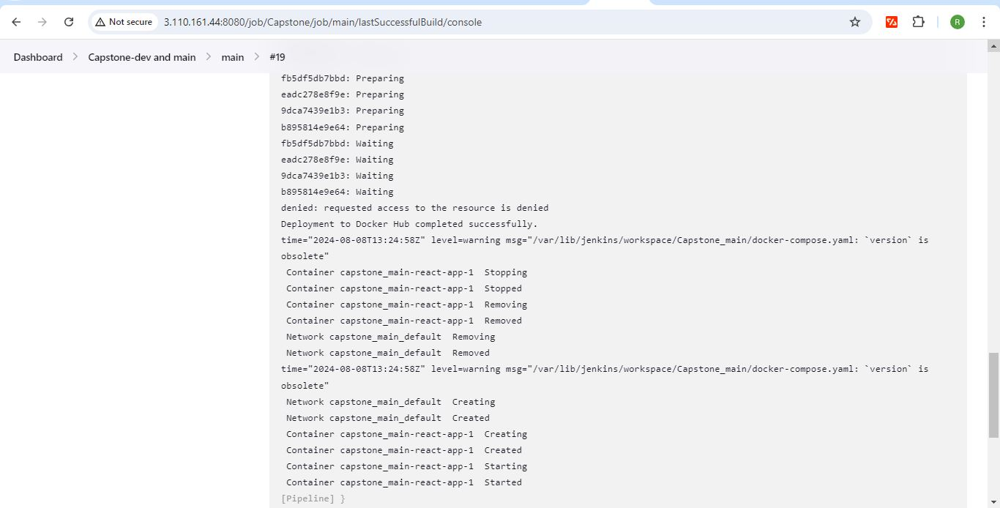 Not secure
3.110.161.44:8080/job/Capstone/job/main/lastSuccessfulBuild/console
R
Dashboard > Capstone-dev and main > main > #19
fb5df5db7bbd: Preparing
eadc278e8f9e: Preparing
9dca7439e1b3: Preparing
b895814e9e64: Preparing
fb5df5db7bbd: Waiting
eadc278e8f9e: Waiting
9dca7439e1b3: Waiting
b895814e9e64: Waiting
denied: requested access to the resource is denied
Deployment to Docker Hub completed successfully.
time="2024-08-08T13:24:58Z" level=warning msg="/var/lib/jenkins/workspace/Capstone_main/docker-compose.yaml: `version` is
obsolete"
Container capstone_main-react-app-1  Stopping
Container capstone_main-react-app-1  Stopped
Container capstone_main-react-app-1  Removing
Container capstone_main-react-app-1  Removed
Network capstone_main_default  Removing
Network capstone_main_default  Removed
time="2024-08-08T13:24:58Z" level=warning msg="/var/lib/jenkins/workspace/Capstone_main/docker-compose.yaml: `version` is
obsolete"
Network capstone_main_default  Creating
Network capstone_main_default  Created
Container capstone_main-react-app-1  Creating
Container capstone_main-react-app-1  Created
Container capstone_main-react-app-1  Starting
Container capstone_main-react-app-1  Started
[Pipeline] }